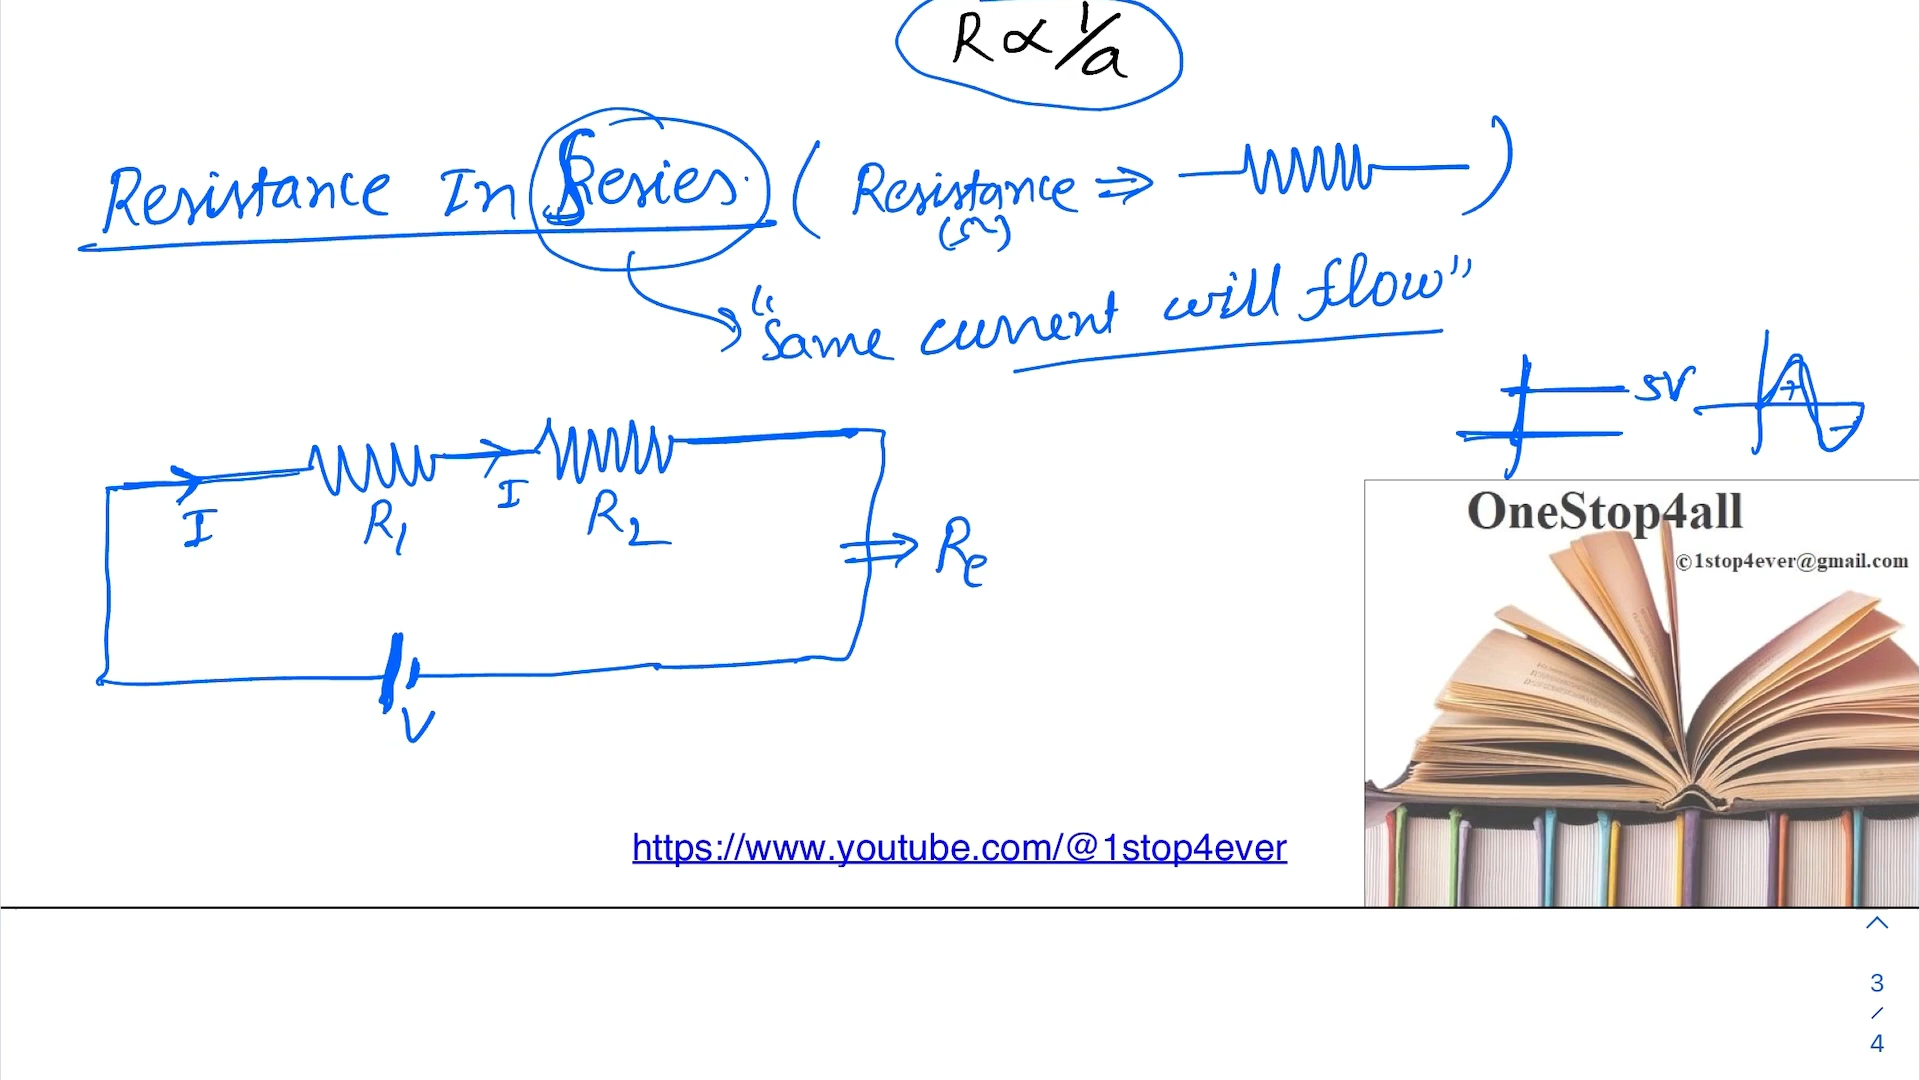 R ∝ 1/a
Resistance In Series. ( Resistance ⇒ )
(Ω)
"Same current will flow"
5V
+
-
I
R1
I
R2
Re
V
OneStop4all
©1stop4ever@gmail.com
https://www.youtube.com/@1stop4ever
3
/
4